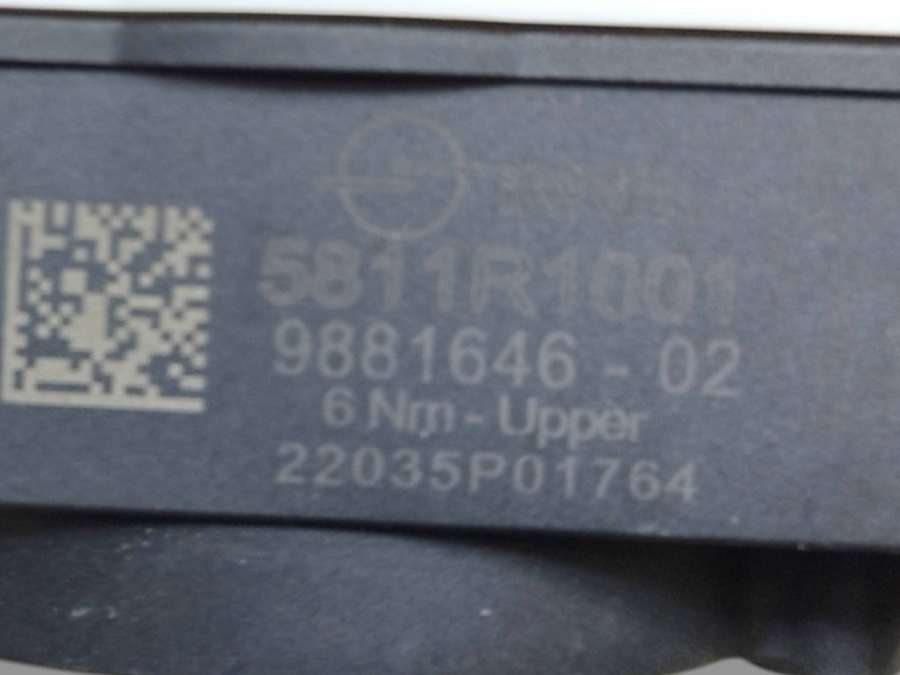 5811R1001
9881646 - 02
6 Nm - Upper
22035P01764